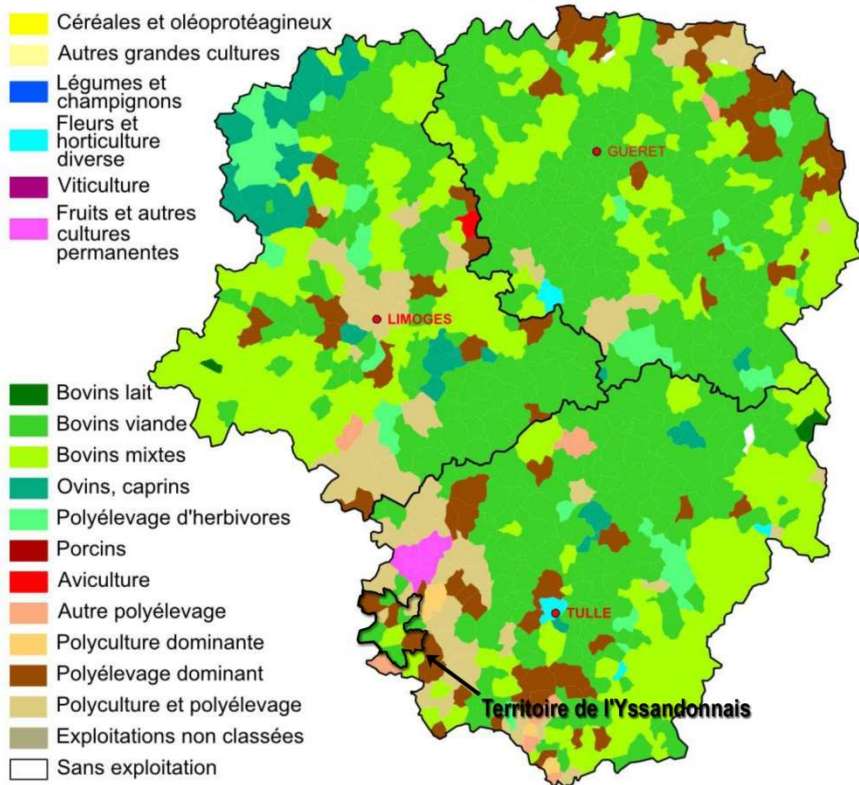 Céréales et oléoprotéagineux
Autres grandes cultures
Légumes et
champignons
Fleurs et
horticulture
diverse
Viticulture
Fruits et autres
cultures
permanentes
GUERET
LIMOGES
Bovins lait
Bovins viande
Bovins mixtes
Ovins, caprins
Polyélevage d'herbivores
Porcins
Aviculture
Autre polyélevage
Polyculture dominante
Polyélevage dominant
Polyculture et polyélevage
Exploitations non classées
Sans exploitation
TULLE
Territoire de l'Yssandonnais